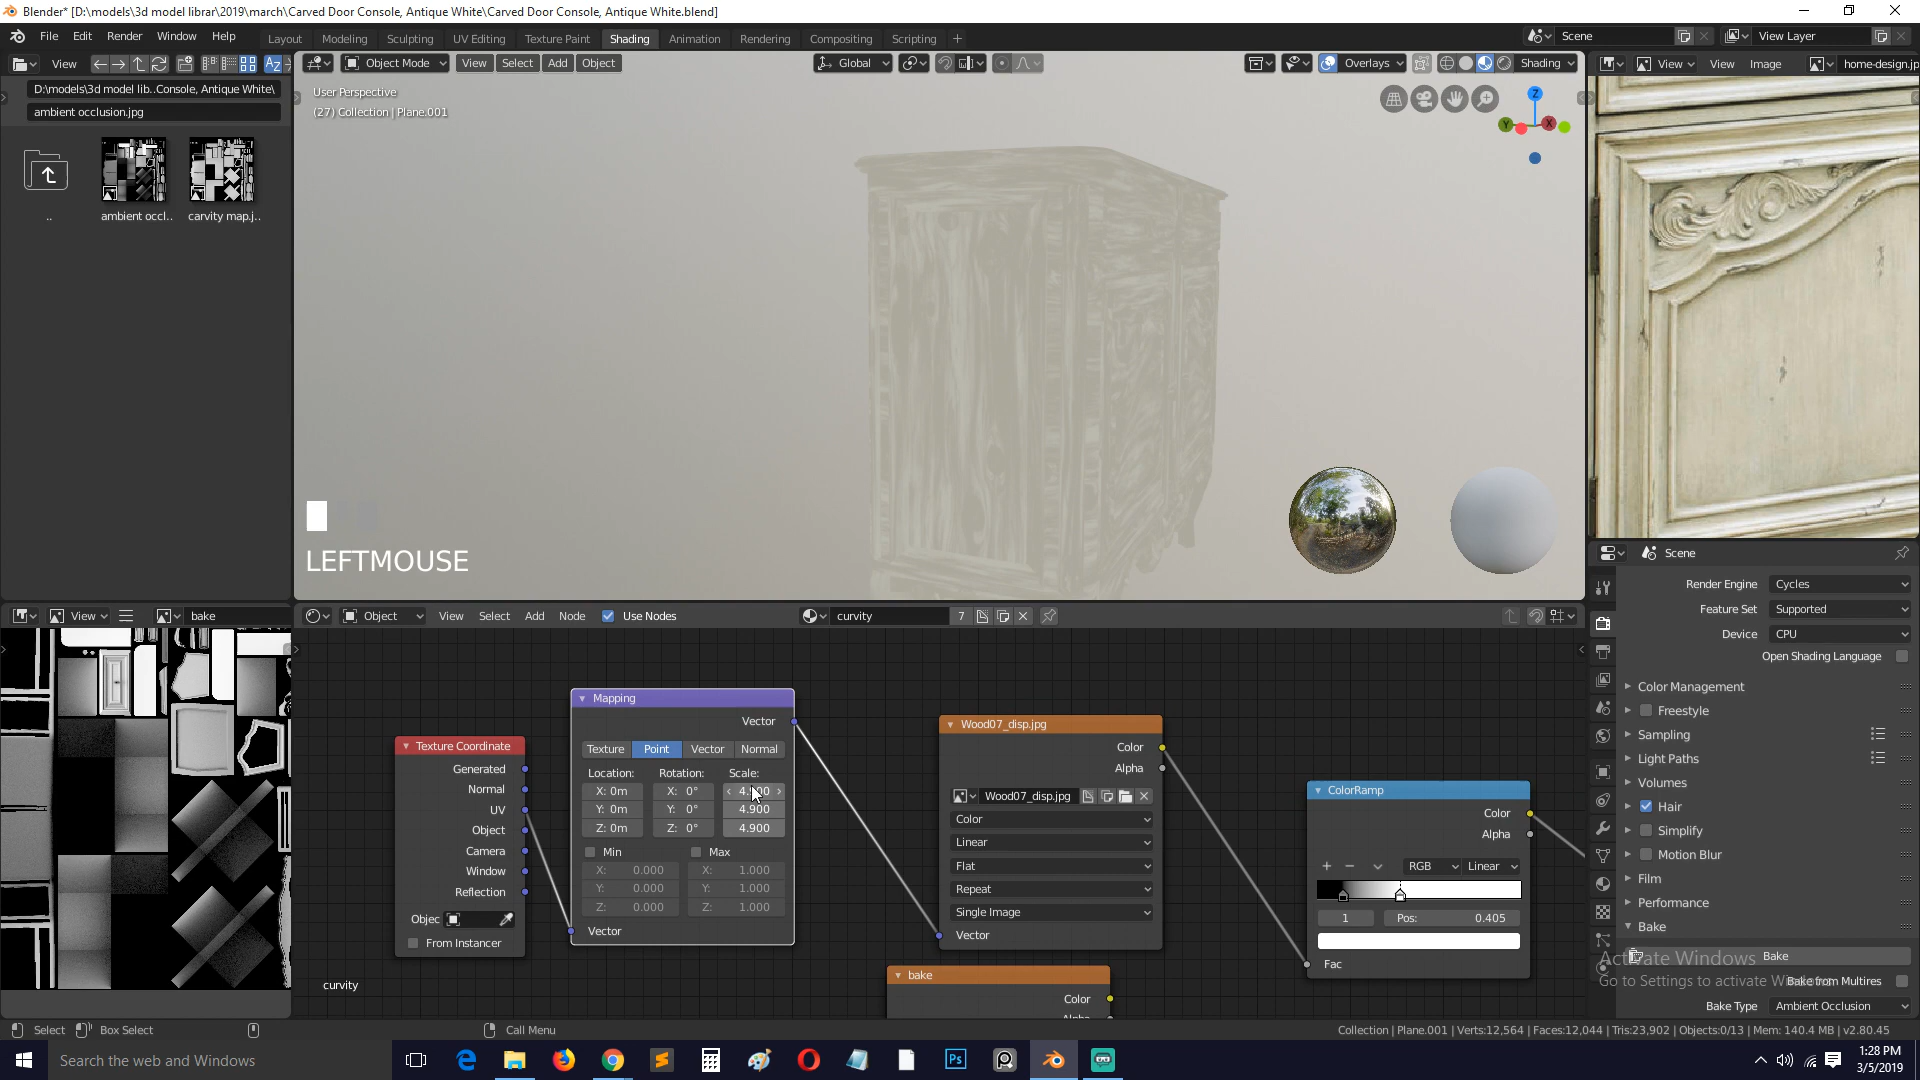 Blender* [D:\models\3d model librar\2019\march\Carved Door Console, Antique White\Carved Door Console, Antique White.blend]
File Edit Render Window Help Layout Modeling Sculpting UV Editing Texture Paint Shading Animation Rendering Compositing Scripting + Scene View Layer
View Object Mode View Select Add Object Global Overlays Shading View View Image home-design.jp
D:\models\3d model lib..Console, Antique White\
ambient occlusion.jpg
User Perspective
(27) Collection | Plane.001
Z
Y
X
..
ambient occl..
carvity map.j..
LEFTMOUSE
Scene
Render Engine Cycles
Feature Set Supported
Device CPU
Open Shading Language
Color Management
Freestyle
Sampling
Light Paths
Volumes
Hair
Simplify
Motion Blur
Film
Performance
Bake
Bake
Activate Windows
Go to Settings to activate
Bake from Multires
Bake Type Ambient Occlusion
View bake
Object View Select Add Node Use Nodes curvity 7
Texture Coordinate
Generated
Normal
UV
Object
Camera
Window
Reflection
Objec
From Instancer
Mapping
Vector
Texture Point Vector Normal
Location: Rotation: Scale:
X: 0m X: 0° 4.900
Y: 0m Y: 0° 4.900
Z: 0m Z: 0° 4.900
Min Max
X: 0.000 X: 1.000
Y: 0.000 Y: 1.000
Z: 0.000 Z: 1.000
Vector
Wood07_disp.jpg
Color
Alpha
Wood07_disp.jpg
Color
Linear
Flat
Repeat
Single Image
Vector
bake
Color
ColorRamp
Color
Alpha
RGB Linear
1 Pos: 0.405
Fac
curvity
Select Box Select Call Menu Collection | Plane.001 | Verts:12,564 | Faces:12,044 | Tris:23,902 | Objects:0/13 | Mem: 140.4 MB | v2.80.45
Search the web and Windows
Ps
1:28 PM
3/5/2019